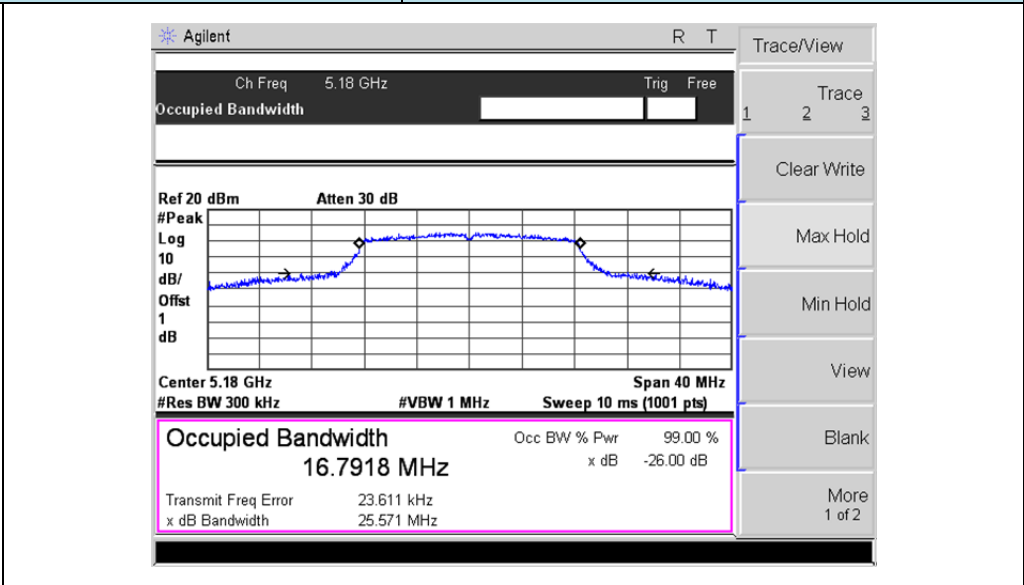 Agilent R T
Ch Freq 5.18 GHz Trig Free
Occupied Bandwidth
Ref 20 dBm Atten 30 dB
#Peak
Log
10
dB/
Offst
1
dB
Center 5.18 GHz Span 40 MHz
#Res BW 300 kHz #VBW 1 MHz Sweep 10 ms (1001 pts)
Occupied Bandwidth Occ BW % Pwr 99.00 %
16.7918 MHz x dB -26.00 dB
Transmit Freq Error 23.611 kHz
x dB Bandwidth 25.571 MHz
Trace/View
Trace
1 2 3
Clear Write
Max Hold
Min Hold
View
Blank
More
1 of 2